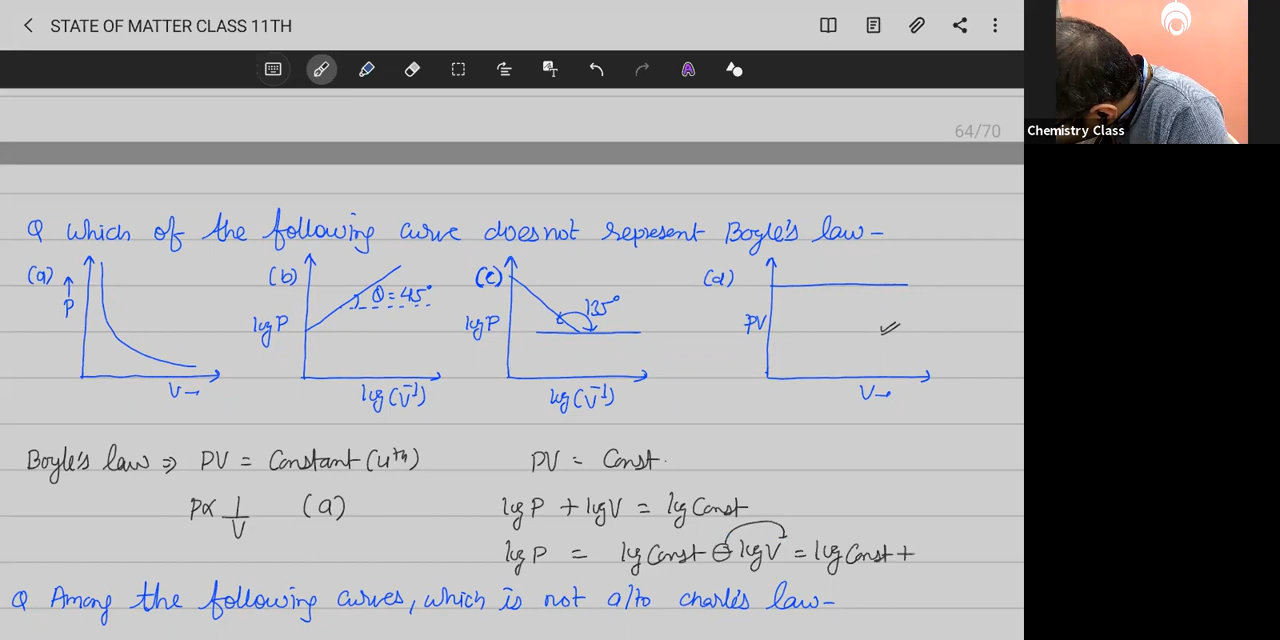 STATE OF MATTER CLASS 11TH
Chemistry Class
64/70
Q Which of the following curve does not represent Boyle's law –
(a) P V
(b) log P θ = 45° log (V⁻¹)
(c) log P 135° log (V⁻¹)
(d) PV V
Boyle's law ⇒ PV = Constant (4th)
P ∝ 1/V (a)
PV = Const.
log P + log V = log Const
log P = log Const ⊖ log V = log Const +
Q Among the following curves, which is not a/to charle's law –